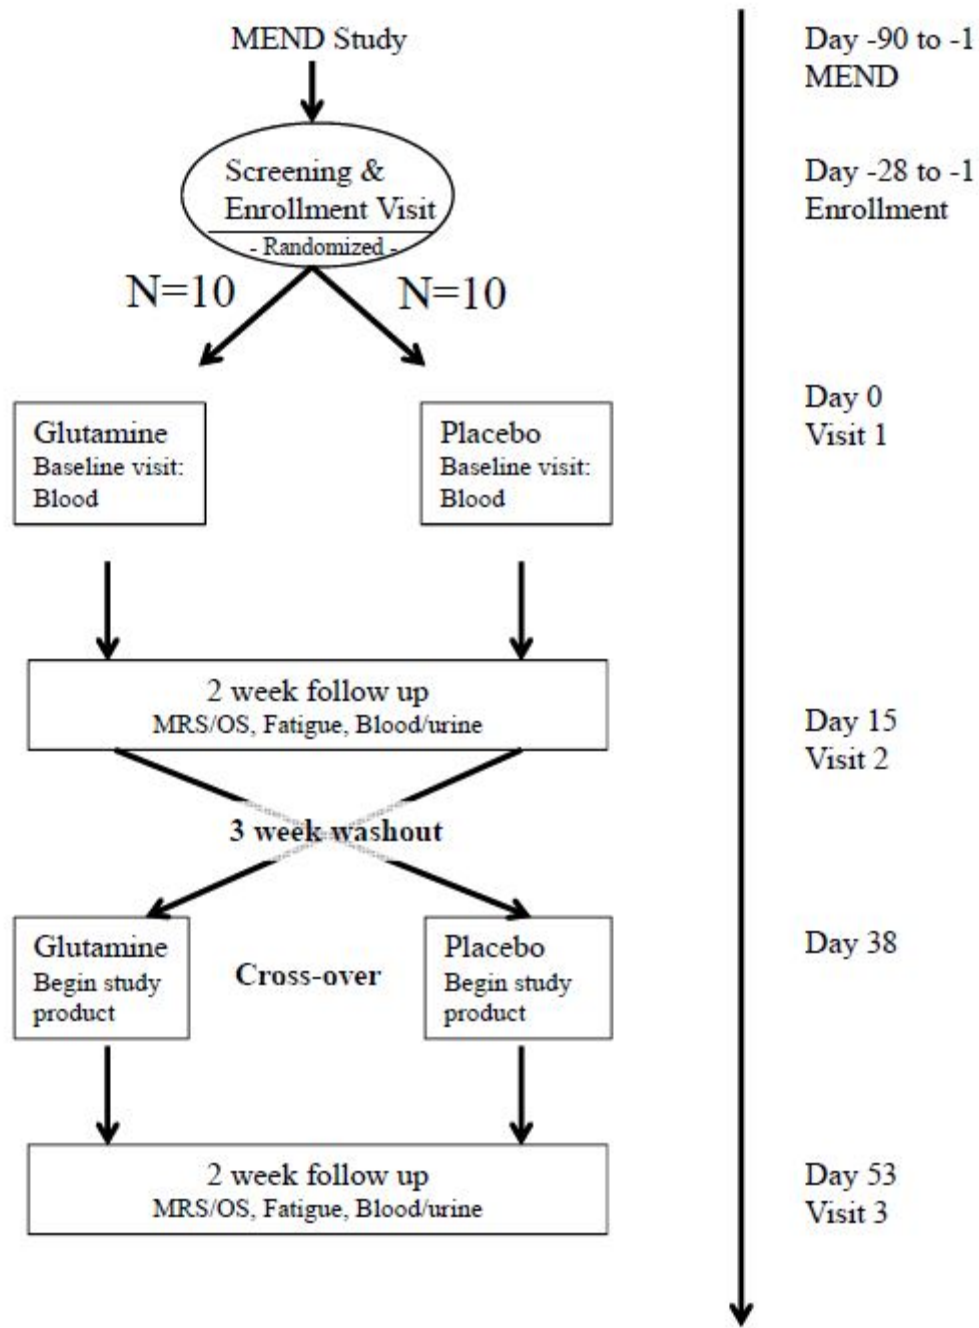 MEND Study
Day -90 to -1
MEND
Screening &
Enrollment Visit
- Randomized -
Day -28 to -1
Enrollment
N=10
N=10
Glutamine
Baseline visit:
Blood
Placebo
Baseline visit:
Blood
Day 0
Visit 1
2 week follow up
MRS/OS, Fatigue, Blood/urine
Day 15
Visit 2
3 week washout
Glutamine
Begin study
product
Cross-over
Placebo
Begin study
product
Day 38
2 week follow up
MRS/OS, Fatigue, Blood/urine
Day 53
Visit 3